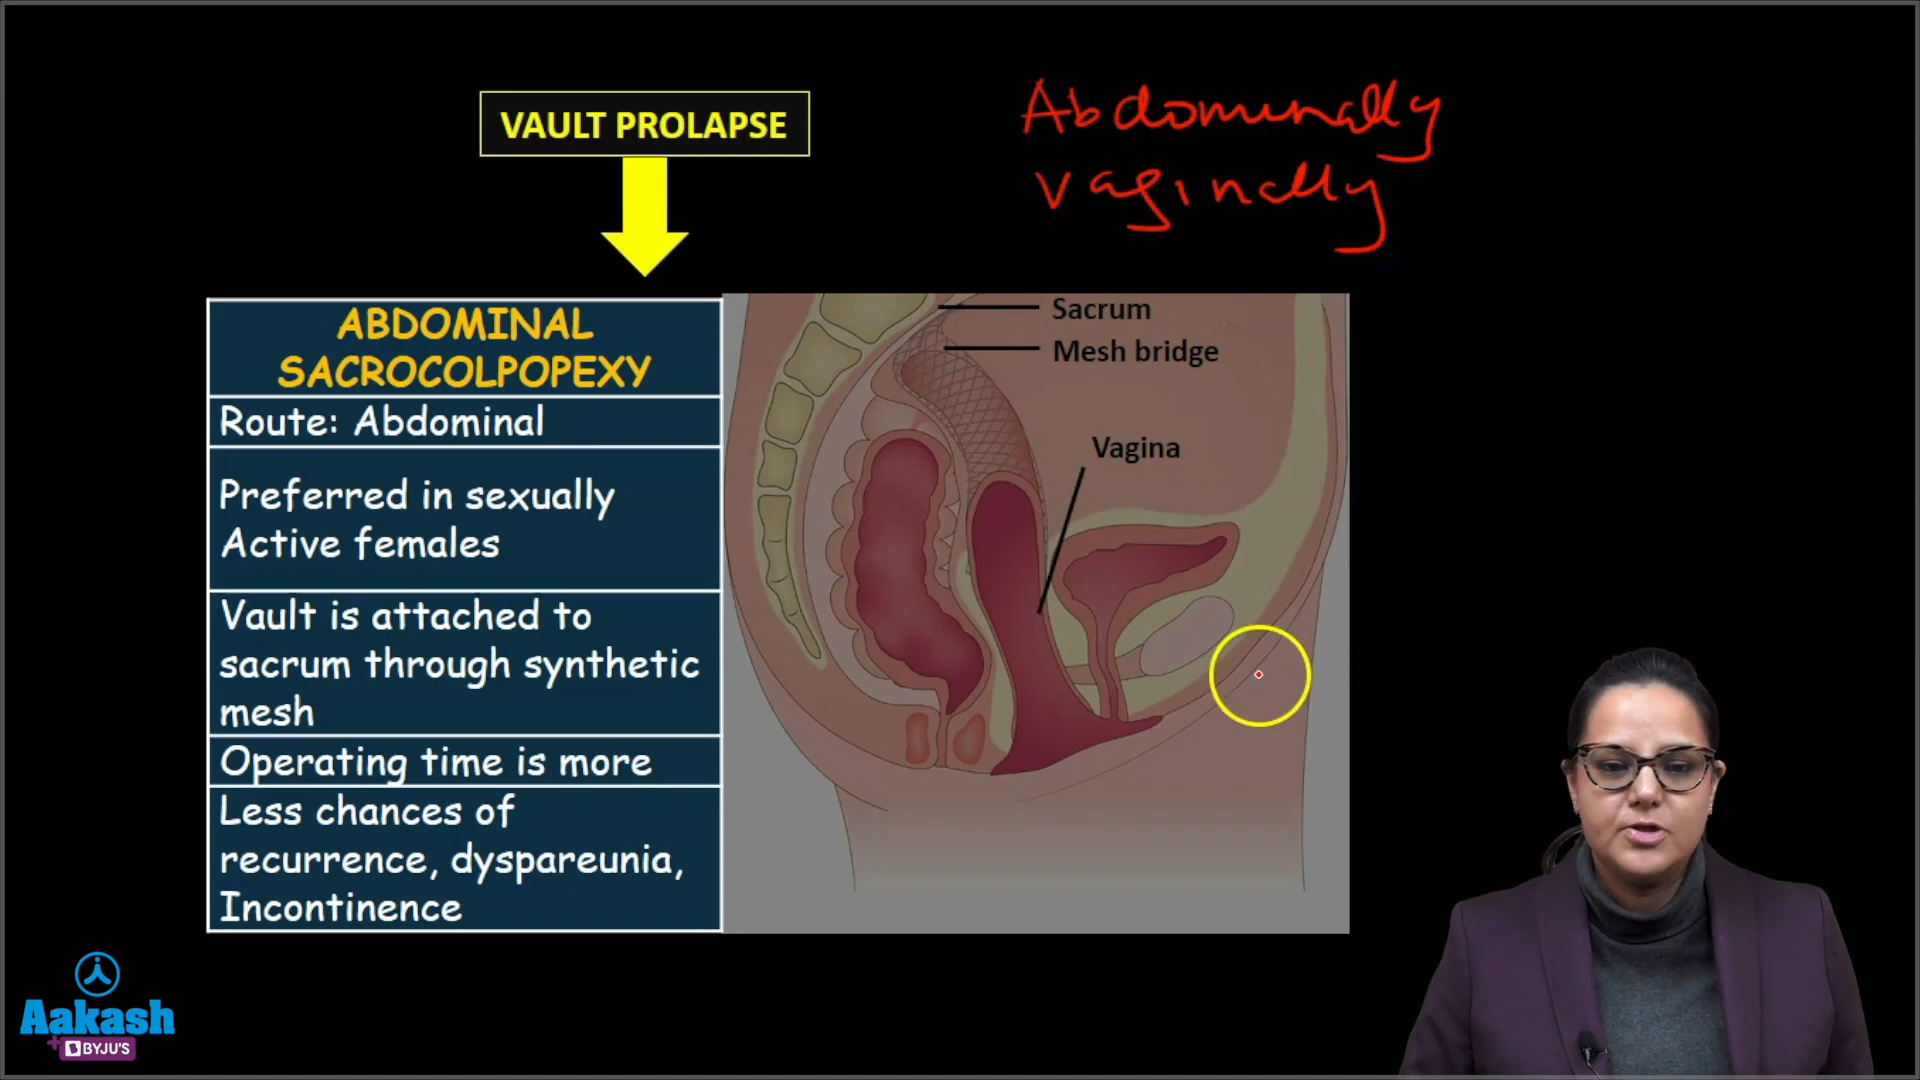 VAULT PROLAPSE
Abdominally
Vaginally
ABDOMINAL
SACROCOLPOPEXY
Route: Abdominal
Preferred in sexually
Active females
Vault is attached to
sacrum through synthetic
mesh
Operating time is more
Less chances of
recurrence, dyspareunia,
Incontinence
Sacrum
Mesh bridge
Vagina
Aakash
+ BYJU'S